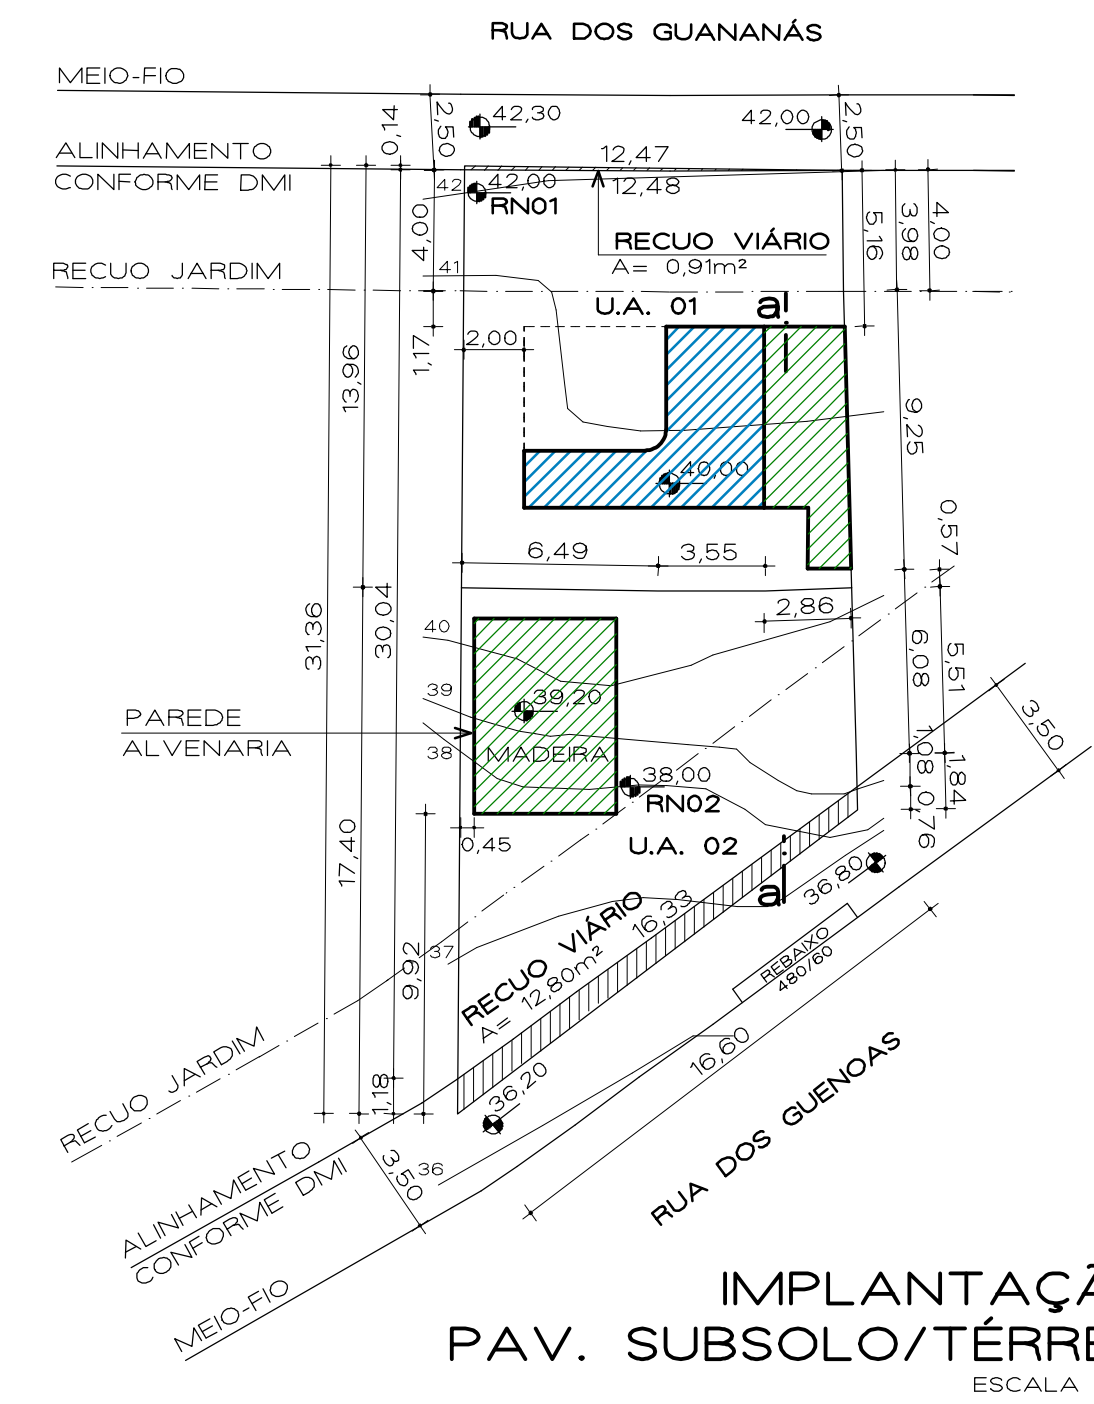 RUA DOS GUANANÁS
MEIO-FIO
0,14
2,50
42,30
42,00
2,50
ALINHAMENTO
CONFORME DMI
12,47
12,48
42
42,00
RN01
4,00
5,16
3,98
4,00
RECUO VIÁRIO
A= 0,91m²
RECUO JARDIM
41
U.A. 01
a
2,00
1,17
13,96
9,25
40,00
0,57
6,49
3,55
2,86
31,36
30,04
40
6,08
5,51
39
39,20
3,50
PAREDE
ALVENARIA
38
MADEIRA
38,00
RN02
1,08
1,84
0,76
17,40
0,45
U.A. 02
36,80
a
RECUO VIÁRIO
A= 12,80m²
16,33
37
9,92
REBAIXO
480/60
16,60
RECUO JARDIM
1,18
36,20
RUA DOS GUENOAS
ALINHAMENTO
CONFORME DMI
3,50
36
MEIO-FIO
IMPLANTAÇÃ
PAV. SUBSOLO/TÉRRE
ESCALA